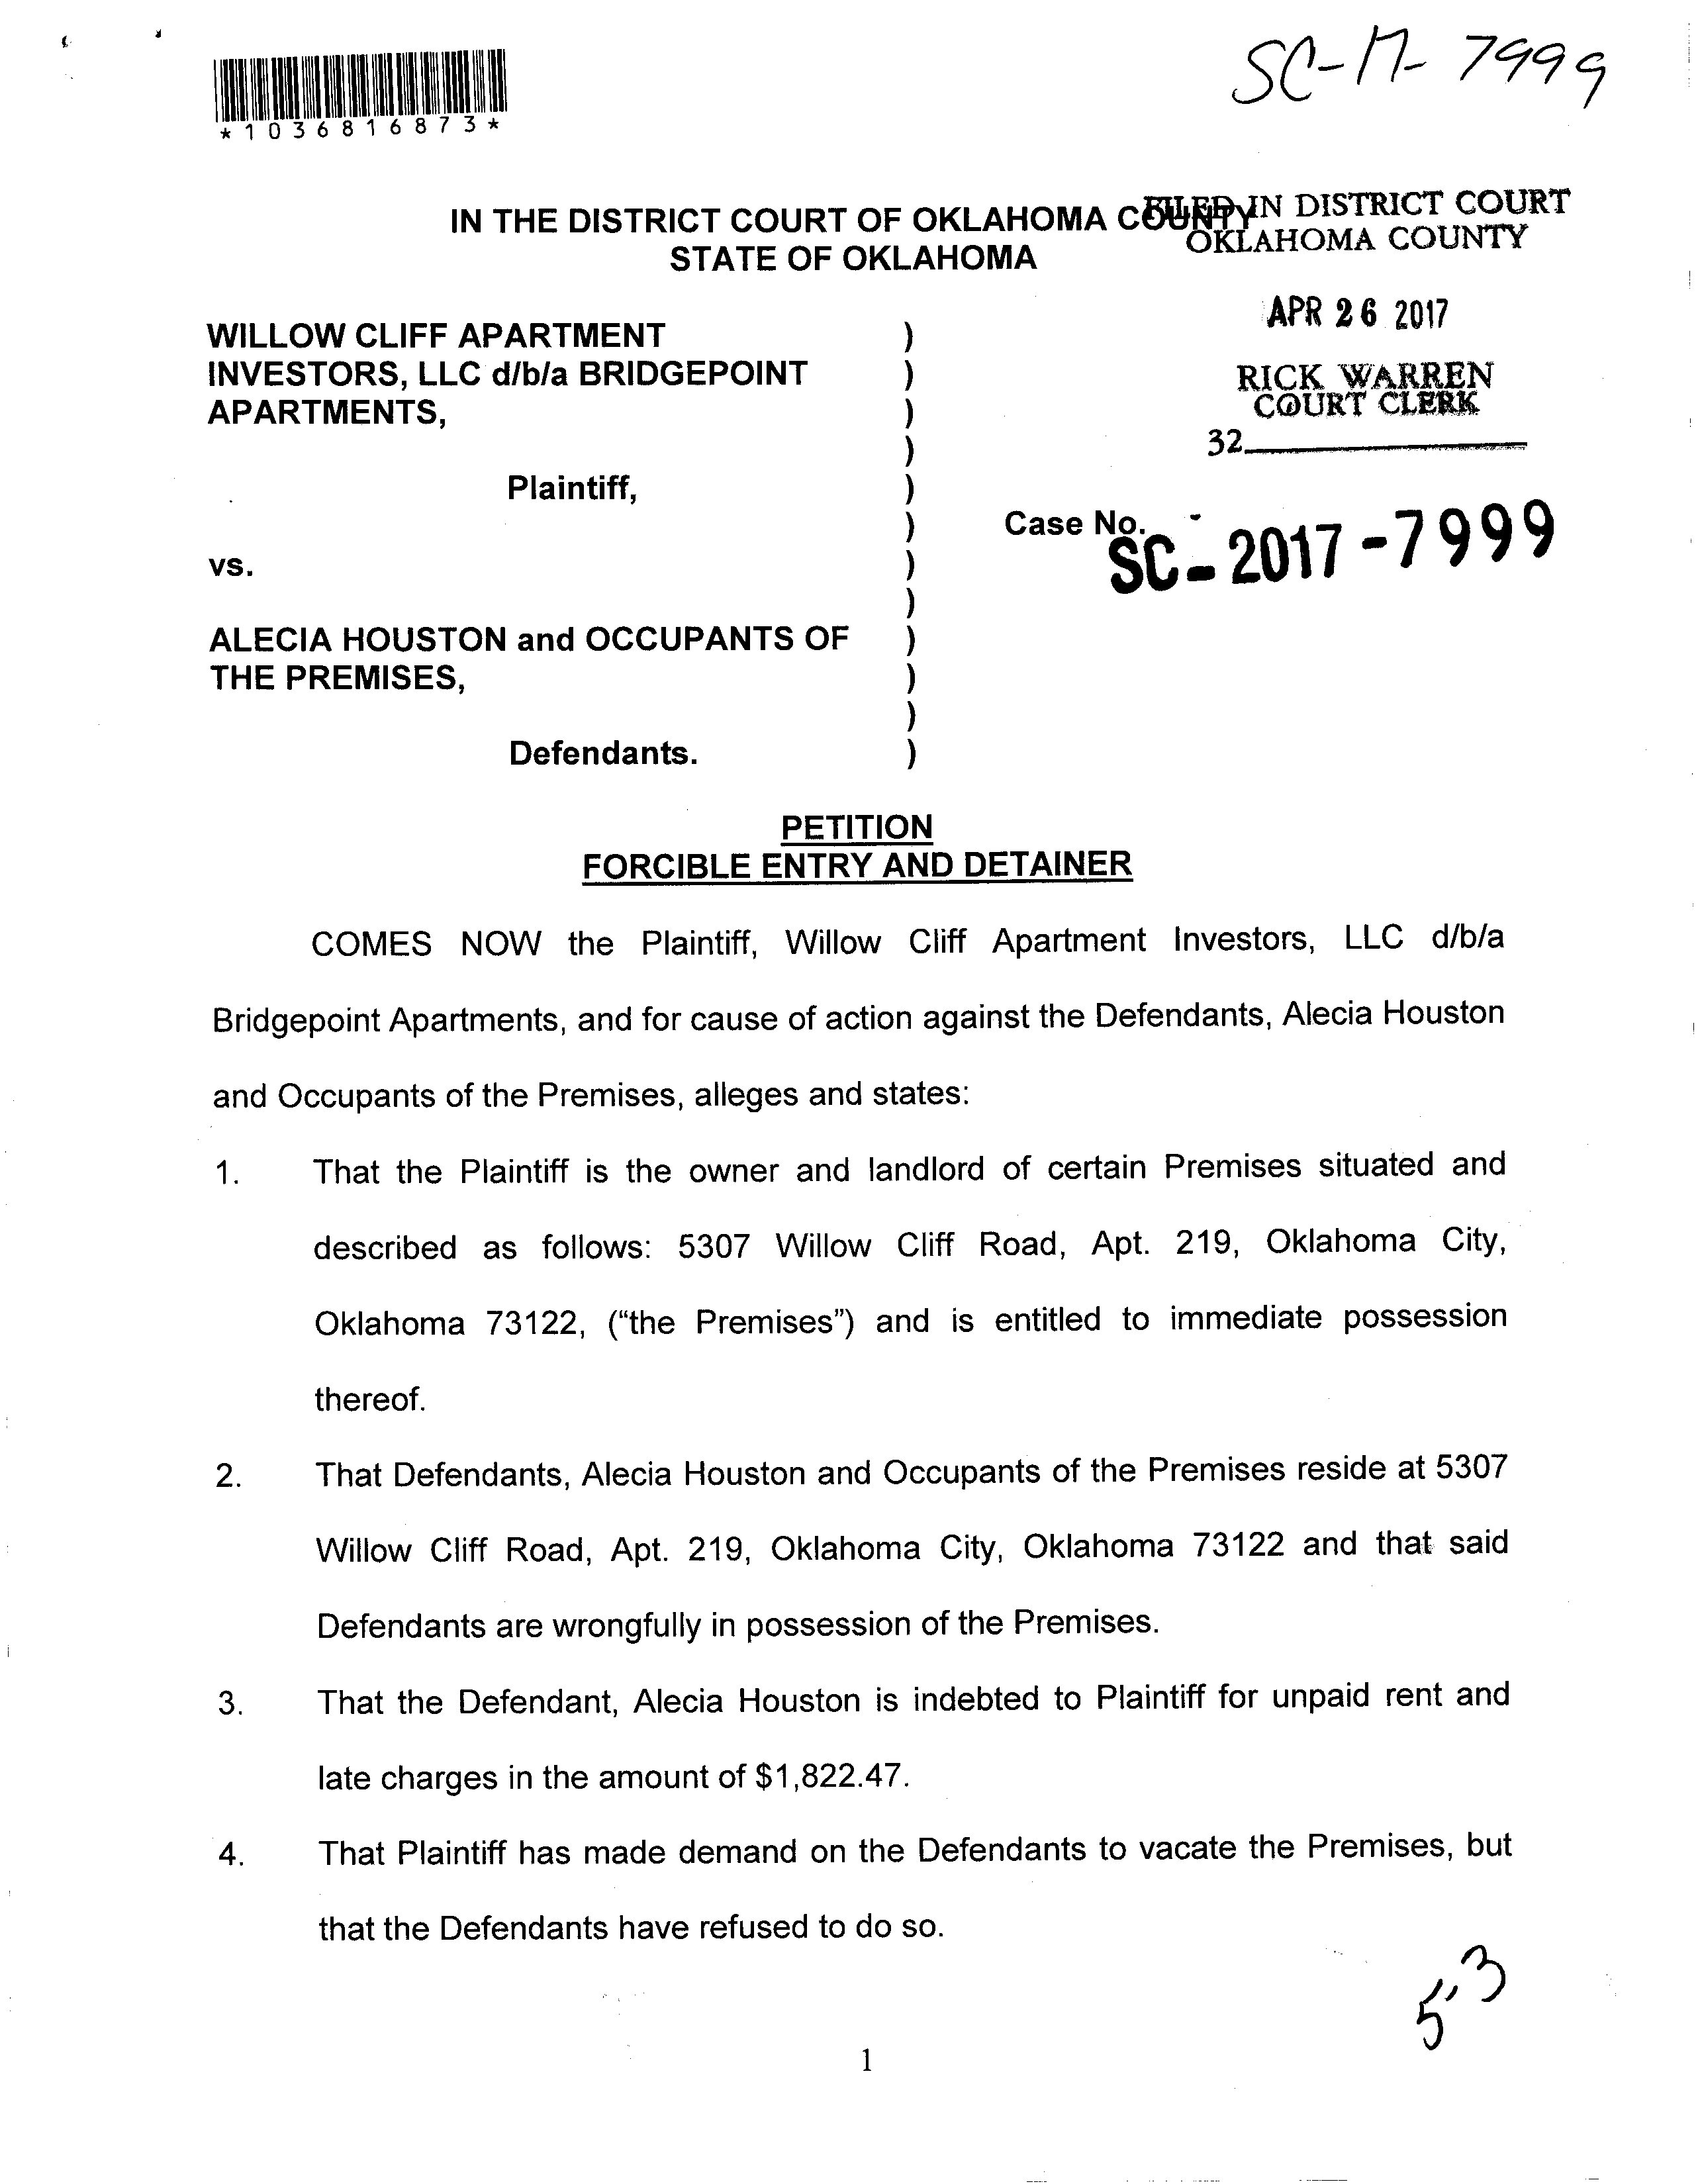 SC-17-7999
*1036816873*
IN THE DISTRICT COURT OF OKLAHOMA COUNTY
STATE OF OKLAHOMA
FILED IN DISTRICT COURT
OKLAHOMA COUNTY
APR 26 2017
RICK WARREN
COURT CLERK
32
WILLOW CLIFF APARTMENT )
INVESTORS, LLC d/b/a BRIDGEPOINT )
APARTMENTS, )
)
Plaintiff, )
) Case No. SC-2017-7999
vs. )
)
ALECIA HOUSTON and OCCUPANTS OF )
THE PREMISES, )
)
Defendants. )
PETITION
FORCIBLE ENTRY AND DETAINER
COMES NOW the Plaintiff, Willow Cliff Apartment Investors, LLC d/b/a
Bridgepoint Apartments, and for cause of action against the Defendants, Alecia Houston
and Occupants of the Premises, alleges and states:
1. That the Plaintiff is the owner and landlord of certain Premises situated and
described as follows: 5307 Willow Cliff Road, Apt. 219, Oklahoma City,
Oklahoma 73122, (“the Premises”) and is entitled to immediate possession
thereof.
2. That Defendants, Alecia Houston and Occupants of the Premises reside at 5307
Willow Cliff Road, Apt. 219, Oklahoma City, Oklahoma 73122 and that said
Defendants are wrongfully in possession of the Premises.
3. That the Defendant, Alecia Houston is indebted to Plaintiff for unpaid rent and
late charges in the amount of $1,822.47.
4. That Plaintiff has made demand on the Defendants to vacate the Premises, but
that the Defendants have refused to do so.
53
1